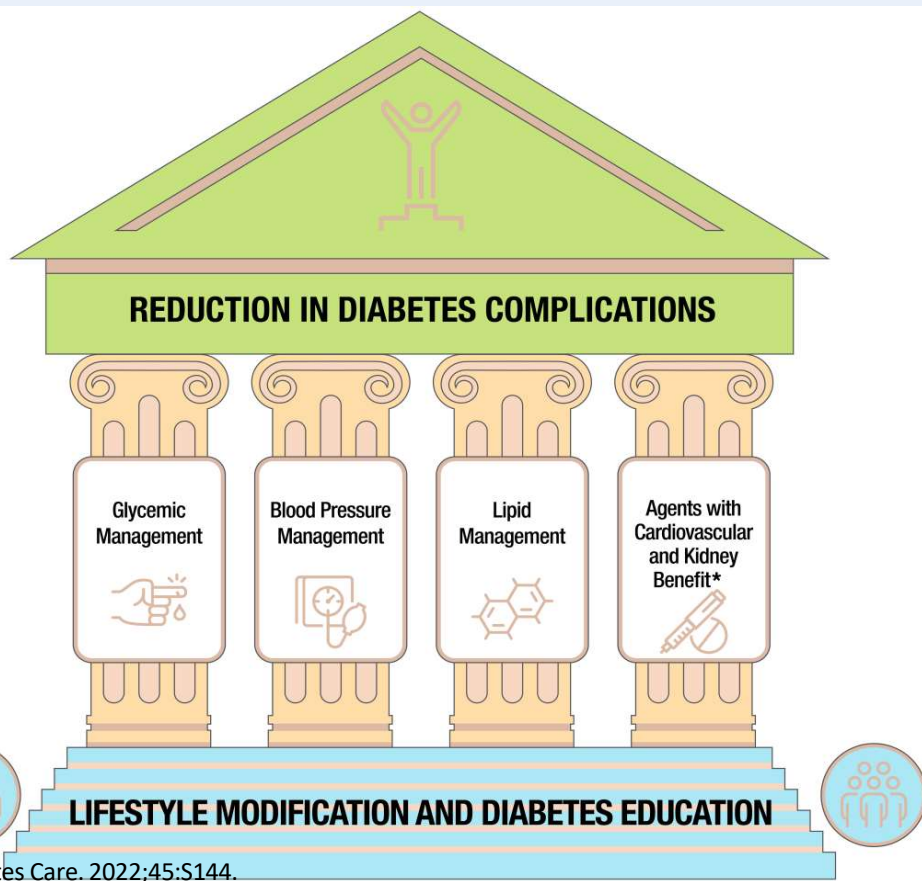 REDUCTION IN DIABETES COMPLICATIONS
Glycemic
Management
Blood Pressure
Management
Lipid
Management
Agents with
Cardiovascular
and Kidney
Benefit*
LIFESTYLE MODIFICATION AND DIABETES EDUCATION
Care. 2022;45:S144.